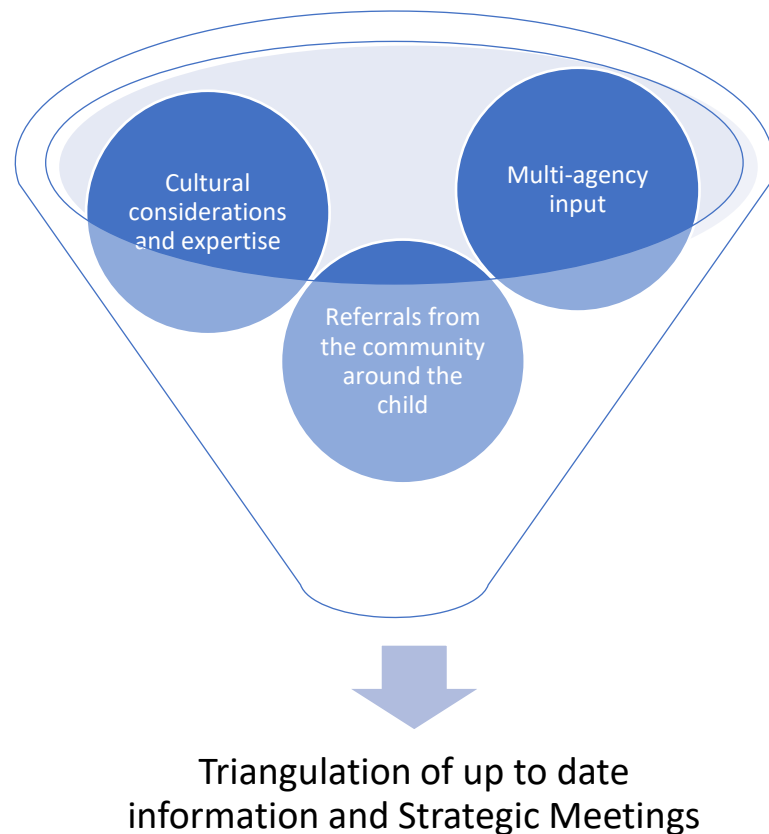 Cultural
considerations
and expertise
Multi-agency
input
Referrals from
the community
around the
child
Triangulation of up to date
information and Strategic Meetings